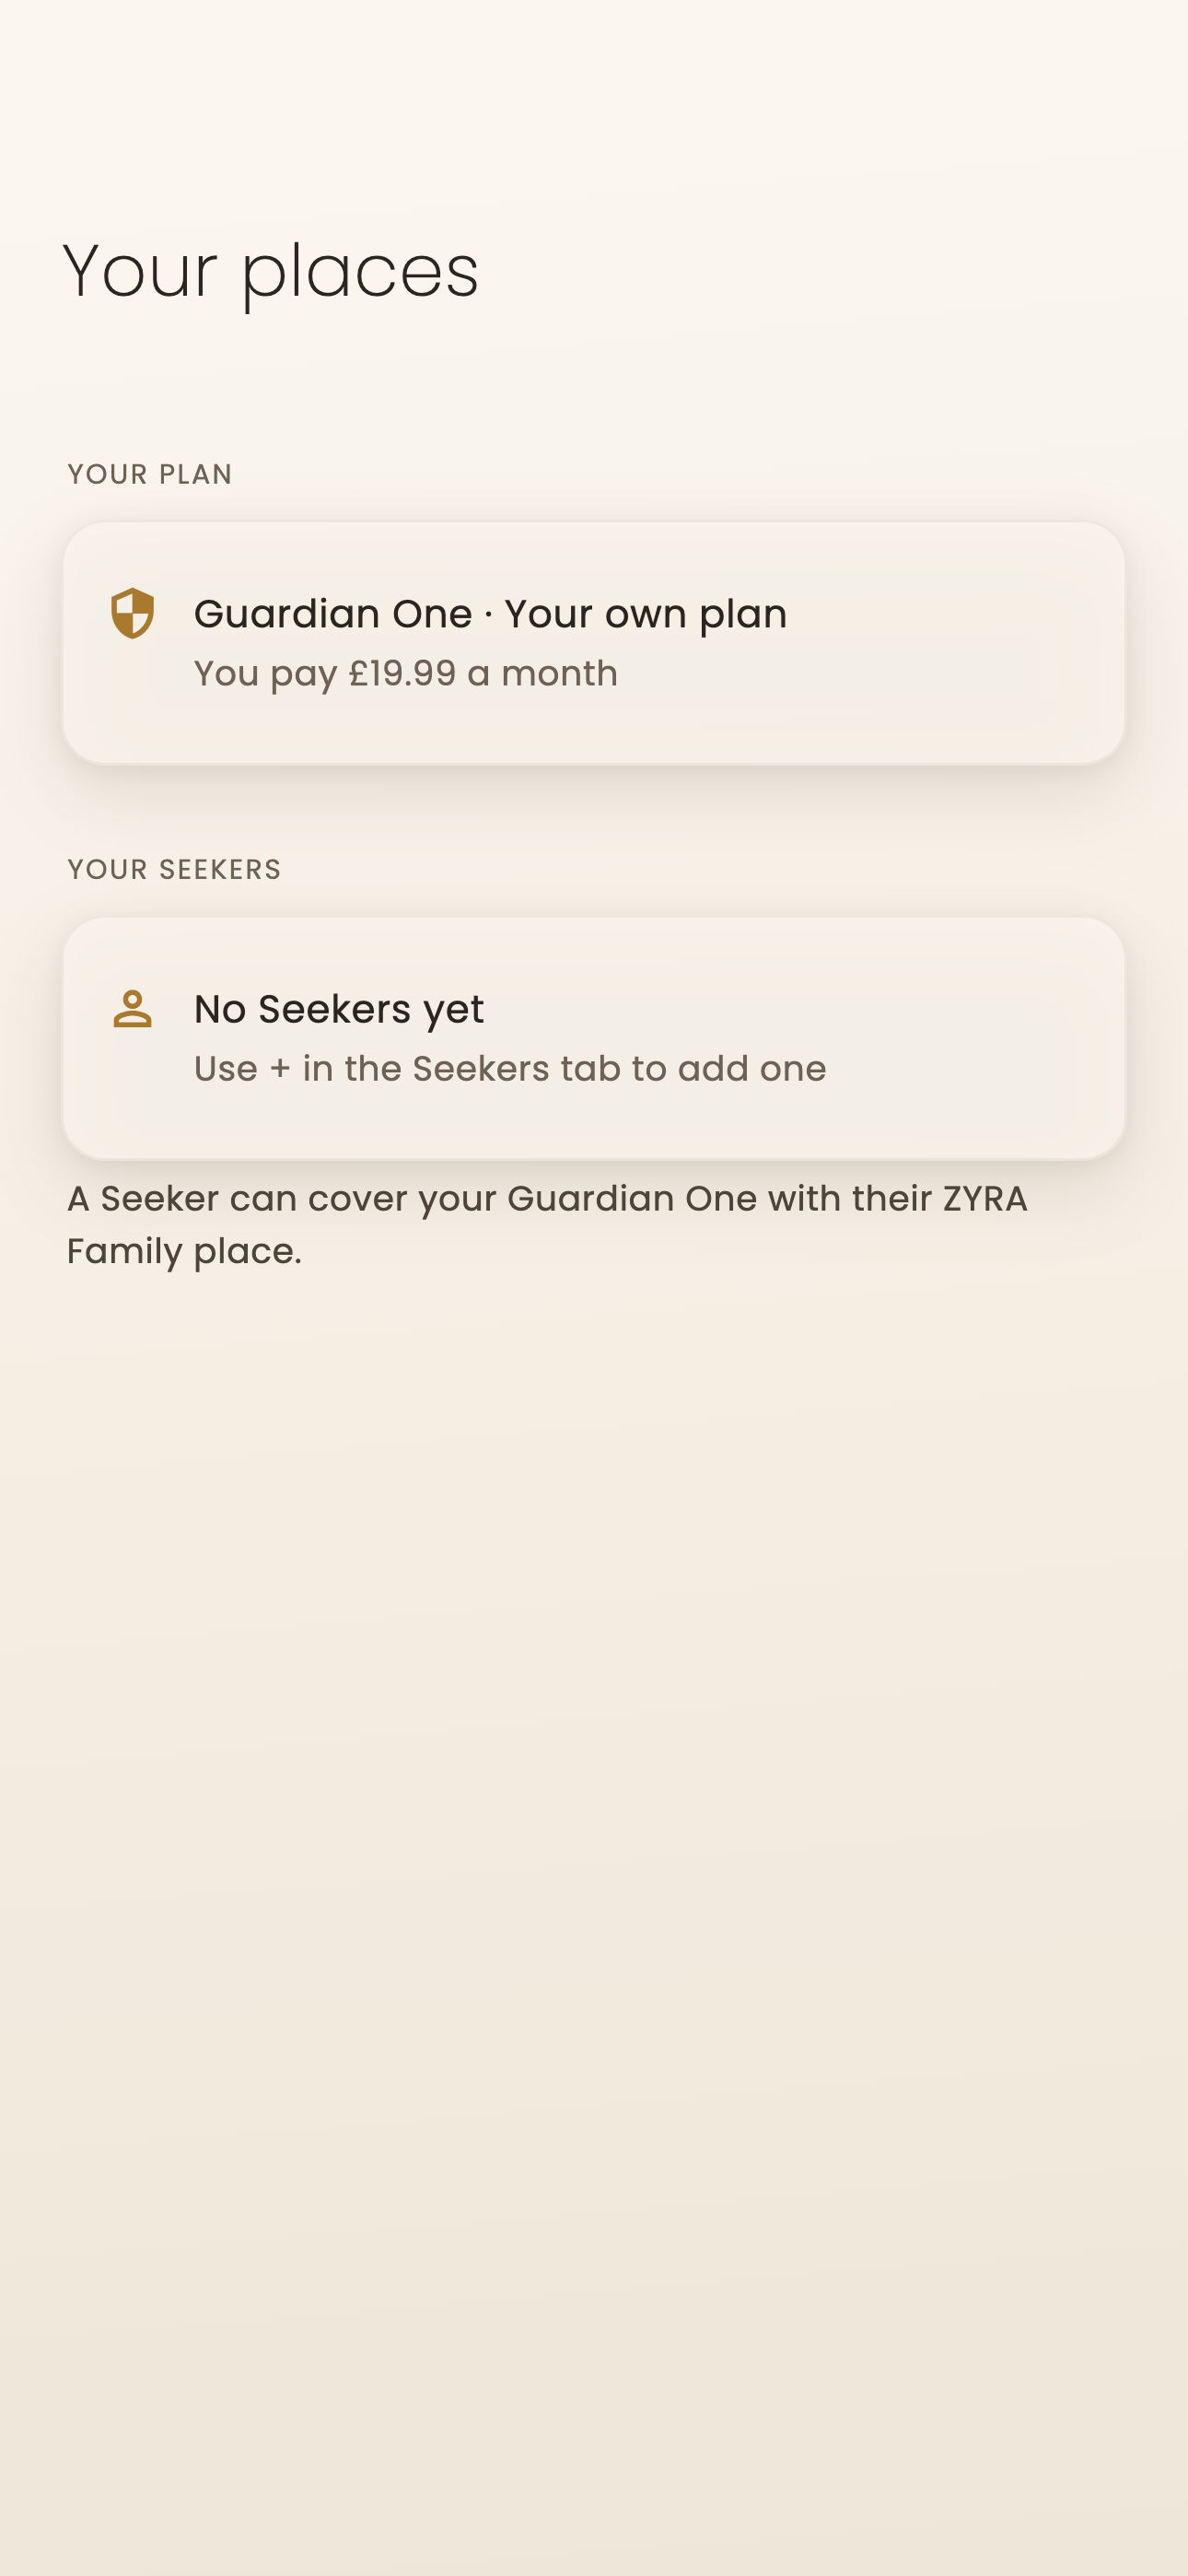 Your places
YOUR PLAN
Guardian One · Your own plan
You pay £19.99 a month
YOUR SEEKERS
No Seekers yet
Use + in the Seekers tab to add one
A Seeker can cover your Guardian One with their ZYRA
Family place.